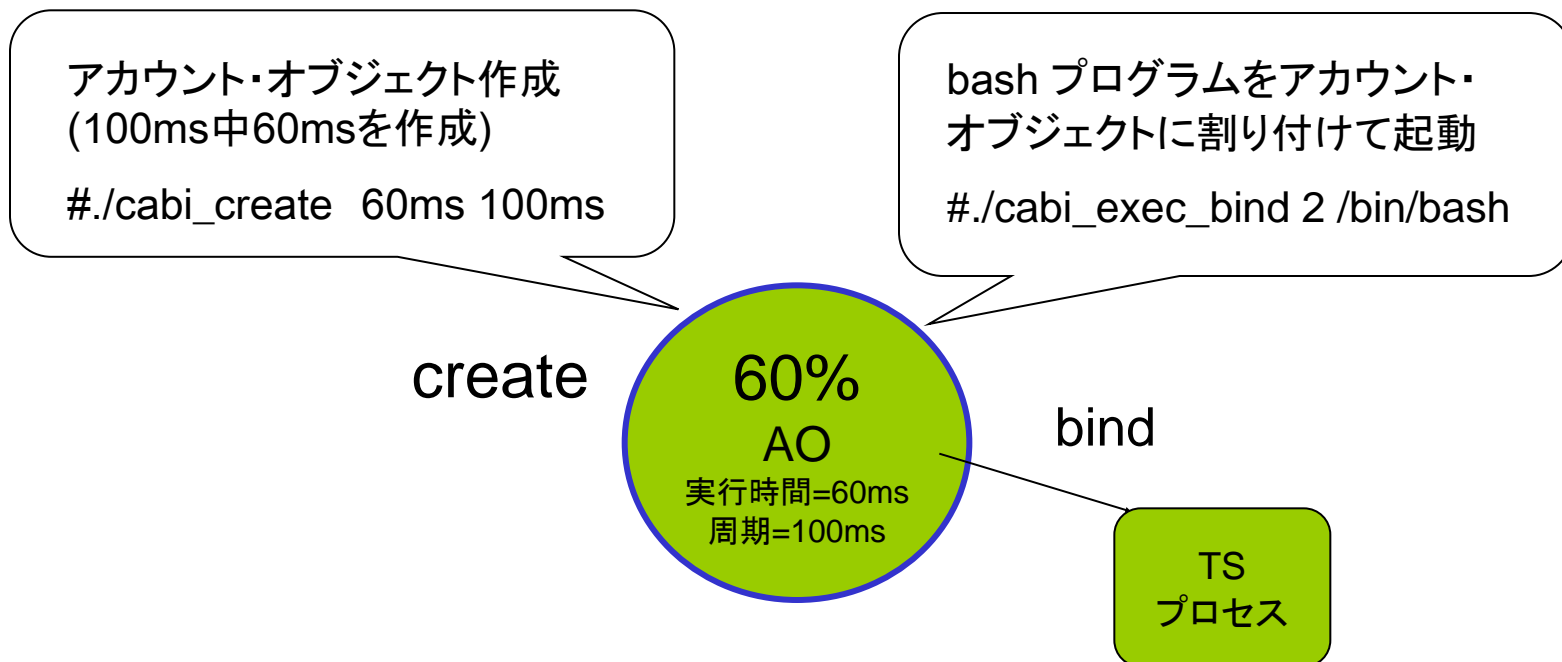 アカウント・オブジェクト作成
(100ms中60msを作成)
#./cabi_create 60ms 100ms
bash プログラムをアカウント・
オブジェクトに割り付けて起動
#./cabi_exec_bind 2 /bin/bash
create
60%
AO
実行時間=60ms
周期=100ms
bind
TS
プロセス